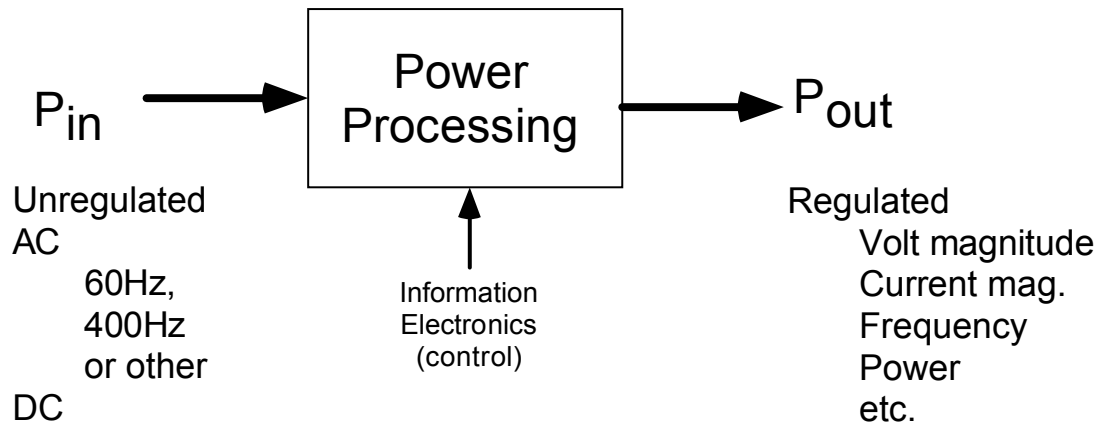 Power
Processing
Pin
Pout
Unregulated
AC
60Hz,
400Hz
or other
DC
Information
Electronics
(control)
Regulated
Volt magnitude
Current mag.
Frequency
Power
etc.